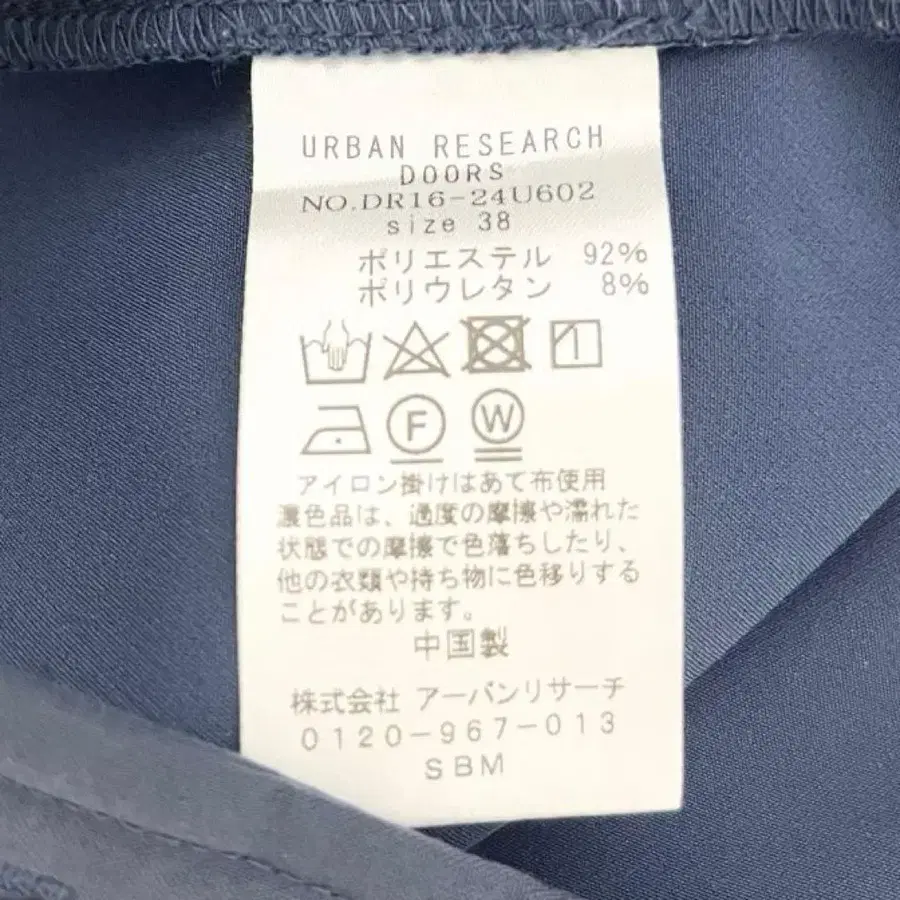 URBAN RESEARCH
DOORS
NO.DR16-24U602
size 38
ポリエステル 92%
ポリウレタン 8%
F W
アイロン掛けはあて布使用
濃色品は、過度の摩擦や濡れた
状態での摩擦で色落ちしたり、
他の衣類や持ち物に色移りする
ことがあります。
中国製
株式会社 アーバンリサーチ
0120-967-013
SBM